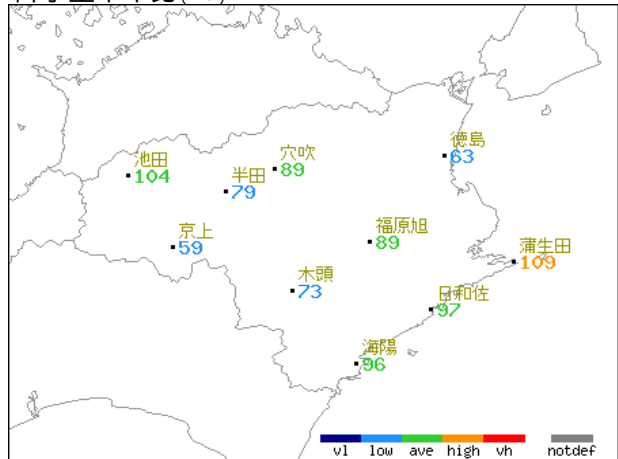 徳島
63
穴吹
89
池田
104
半田
79
京上
59
福原旭
89
蒲生田
109
木頭
73
日和佐
97
海陽
96
vl low ave high vh notdef